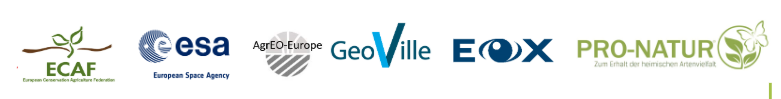 ECAF
European Conservation Agriculture Federation
esa
European Space Agency
AgrEO-Europe
GeoVille
EOX
PRO-NATUR
Zum Erhalt der heimischen Artenvielfalt